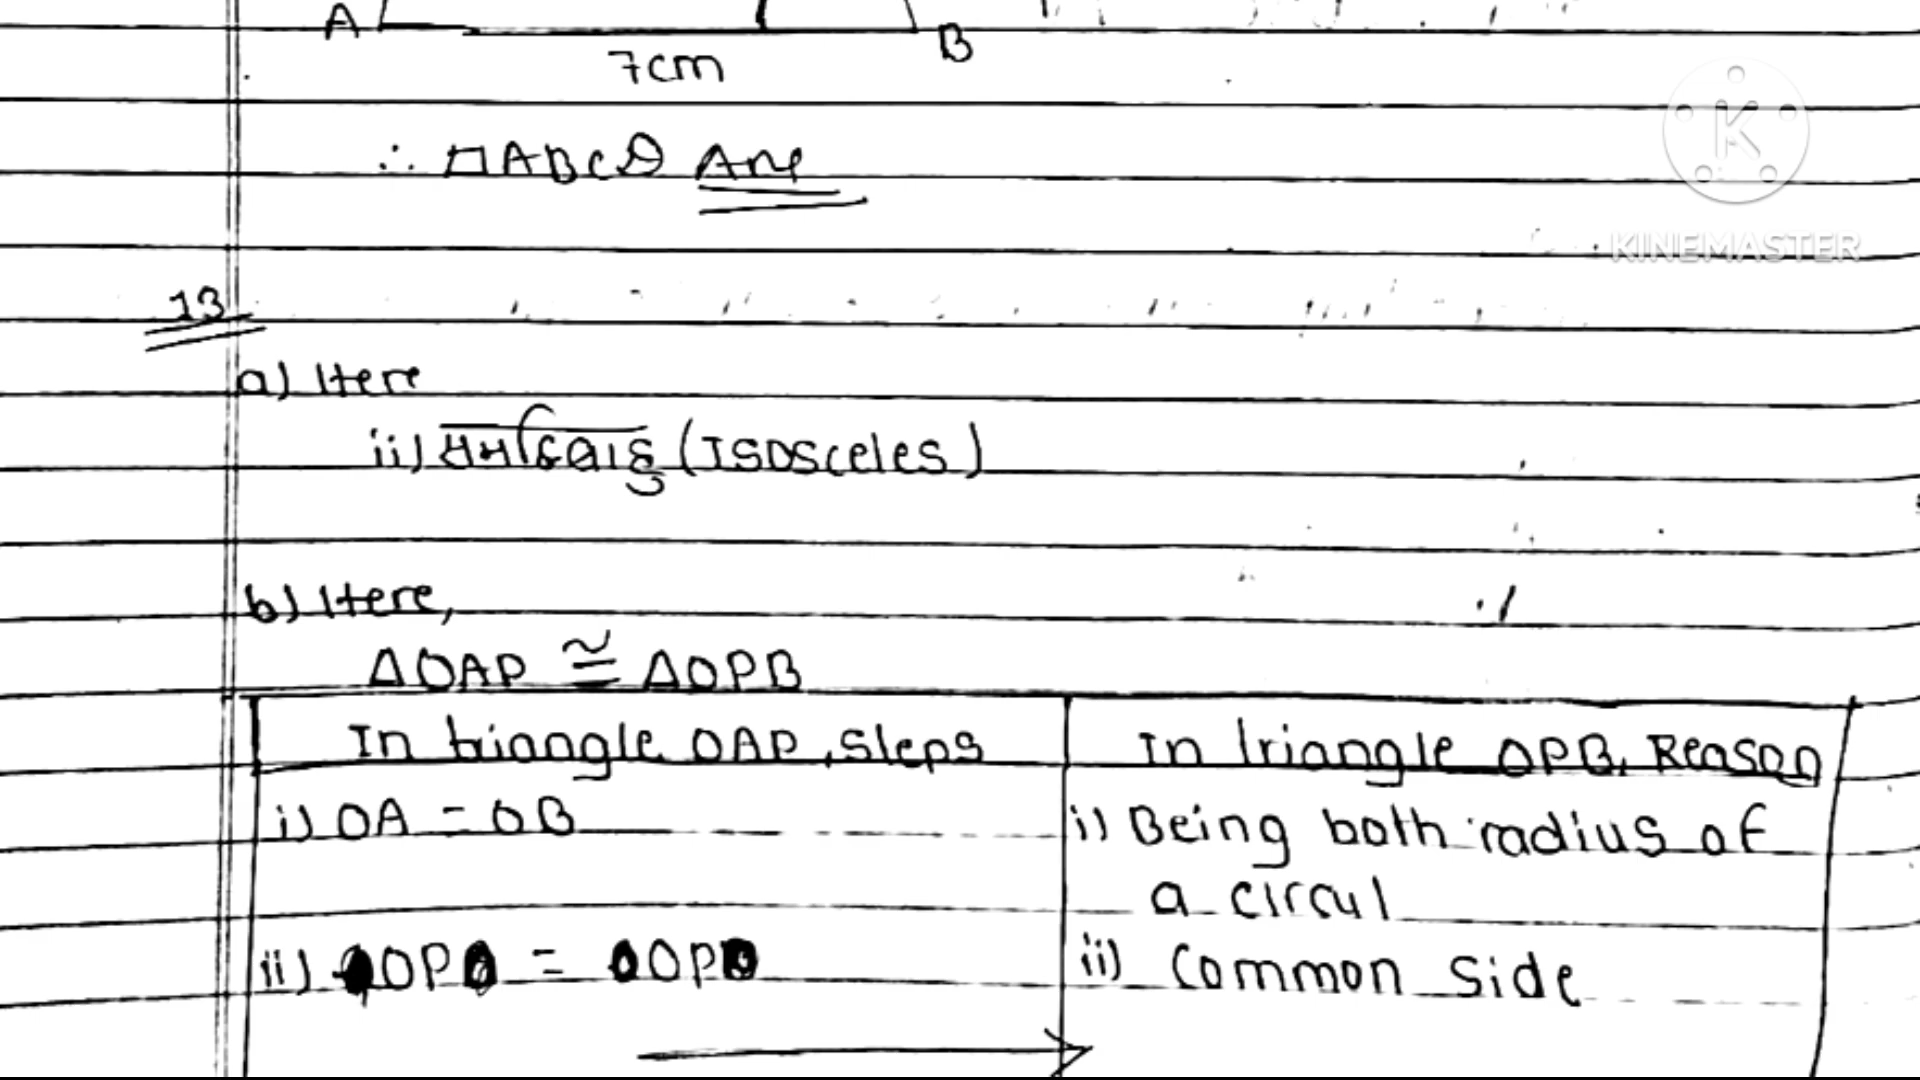 A B
7cm
∴ □ABCD Ans
KINEMASTER
13
a) Here
ii) समद्विबाहु (Isosceles)
b) Here,
ΔOAP ≅ ΔOPB
In triangle OAP, Steps In triangle OPB, Reason
i) OA = OB i) Being both radius of
a circul
ii) OP = OP ii) Common side